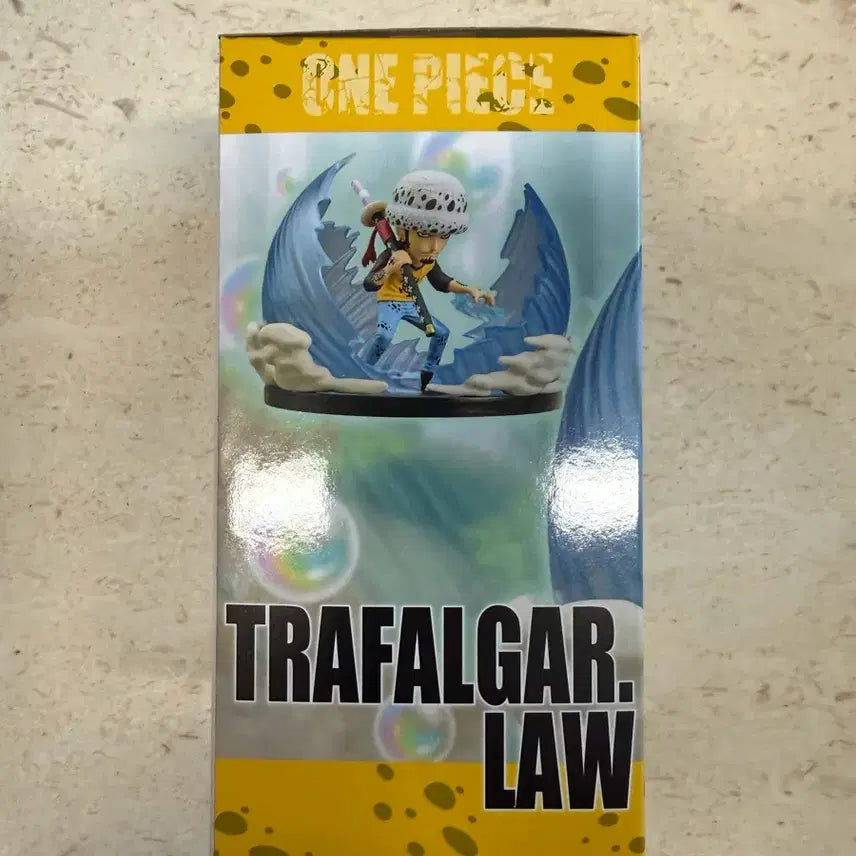 ONE PIECE
TRAFALGAR.
LAW